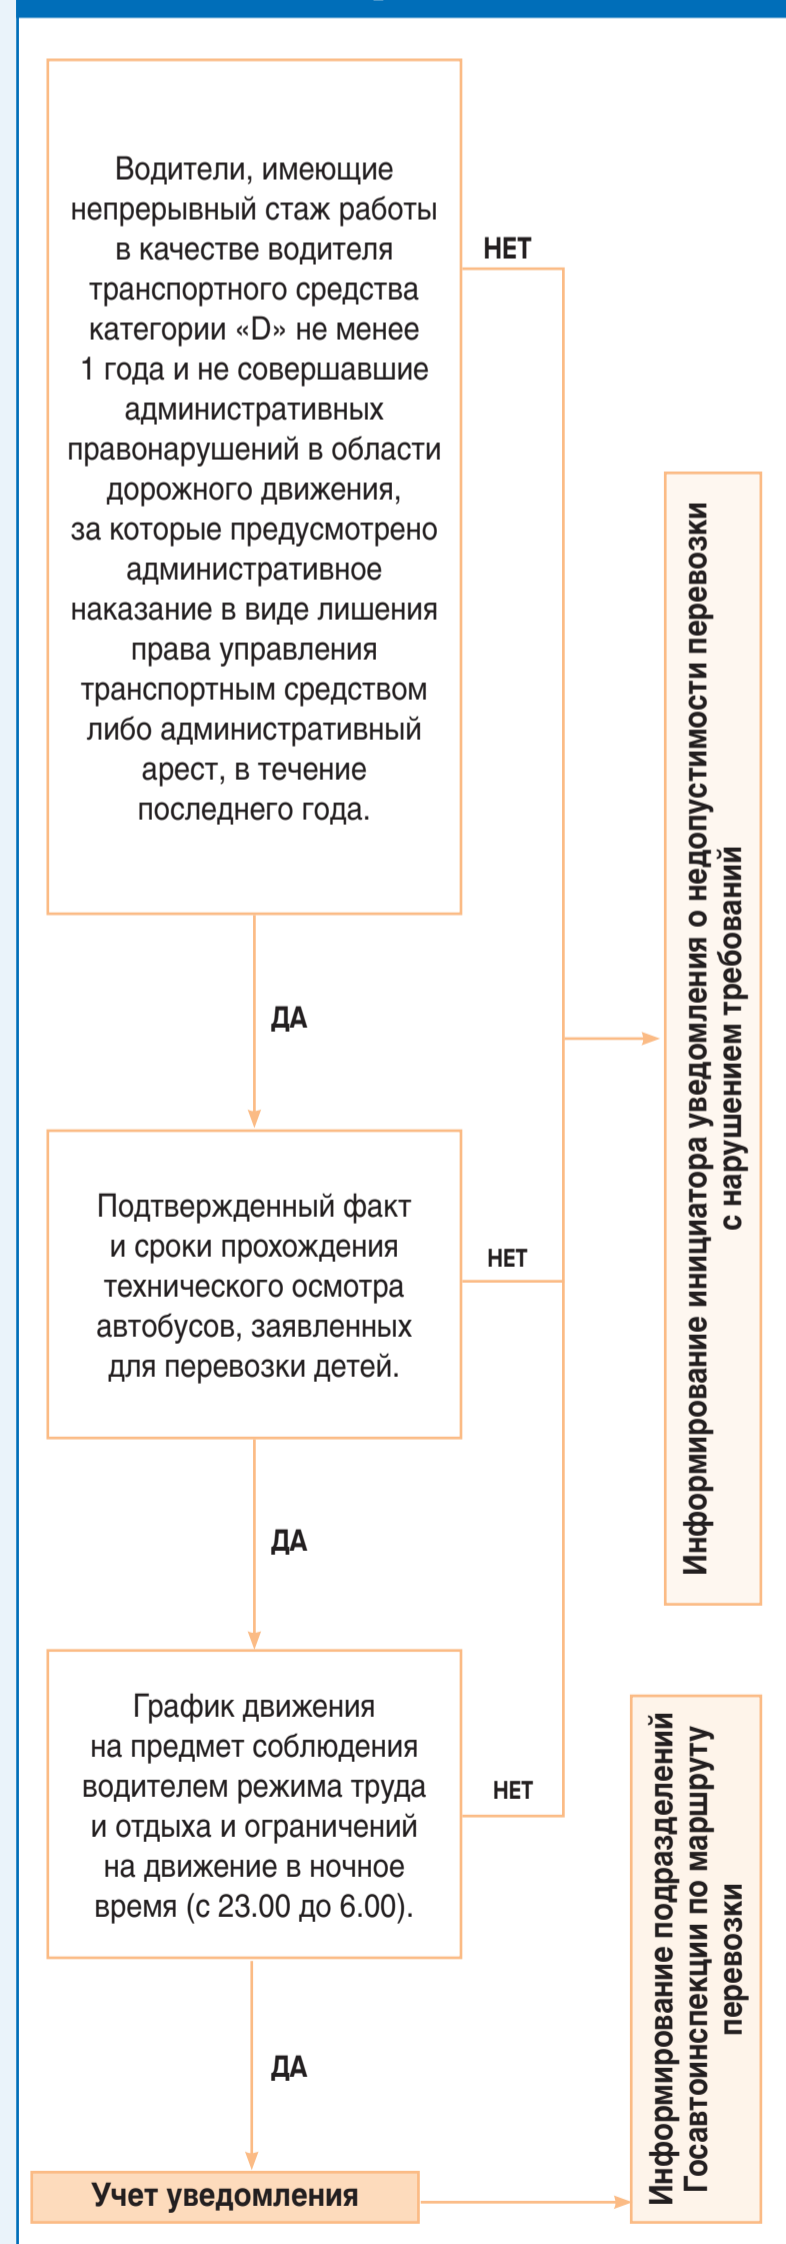 Водители, имеющие
непрерывный стаж работы
в качестве водителя
транспортного средства
категории «D» не менее
1 года и не совершавшие
административных
правонарушений в области
дорожного движения,
за которые предусмотрено
административное
наказание в виде лишения
права управления
транспортным средством
либо административный
арест, в течение
последнего года.
НЕТ
ДА
Подтвержденный факт
и сроки прохождения
технического осмотра
автобусов, заявленных
для перевозки детей.
НЕТ
ДА
График движения
на предмет соблюдения
водителем режима труда
и отдыха и ограничений
на движение в ночное
время (с 23.00 до 6.00).
НЕТ
ДА
Учет уведомления
Информирование инициатора уведомления о недопустимости перевозки
с нарушением требований
Информирование подразделений
Госавтоинспекции по маршруту
перевозки